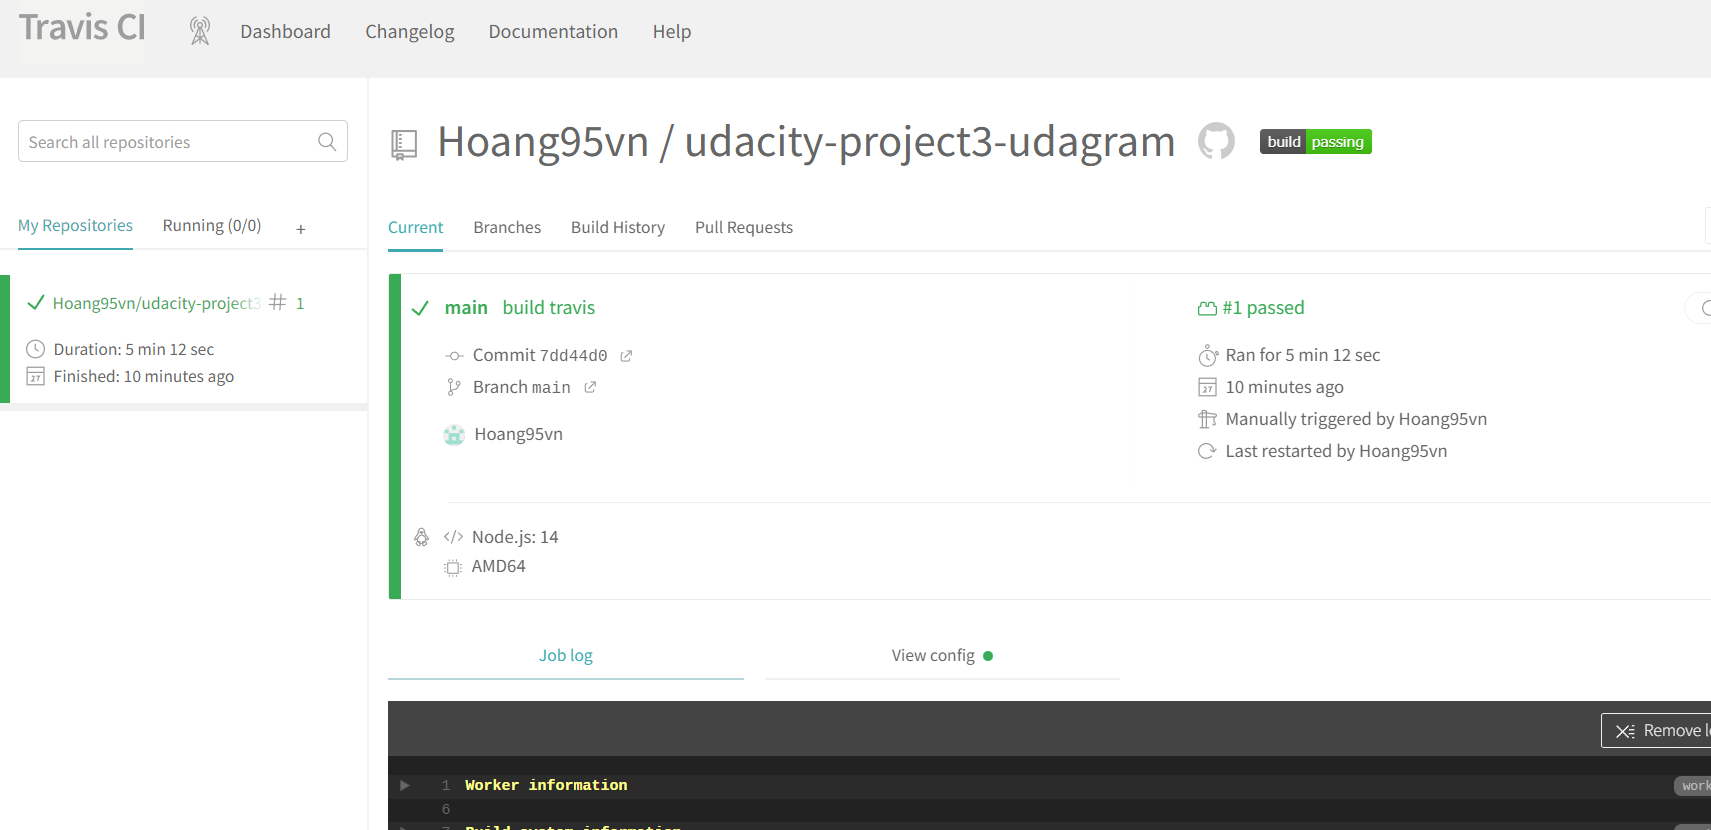 Travis CI Dashboard Changelog Documentation Help
Search all repositories
Hoang95vn / udacity-project3-udagram build passing
My Repositories Running (0/0) +
Current Branches Build History Pull Requests
Hoang95vn/udacity-project3 # 1
Duration: 5 min 12 sec
Finished: 10 minutes ago
main build travis
Commit 7dd44d0
Branch main
Hoang95vn
#1 passed
Ran for 5 min 12 sec
10 minutes ago
Manually triggered by Hoang95vn
Last restarted by Hoang95vn
Node.js: 14
AMD64
Job log View config
Remove
1 Worker information
6
7 Build system information